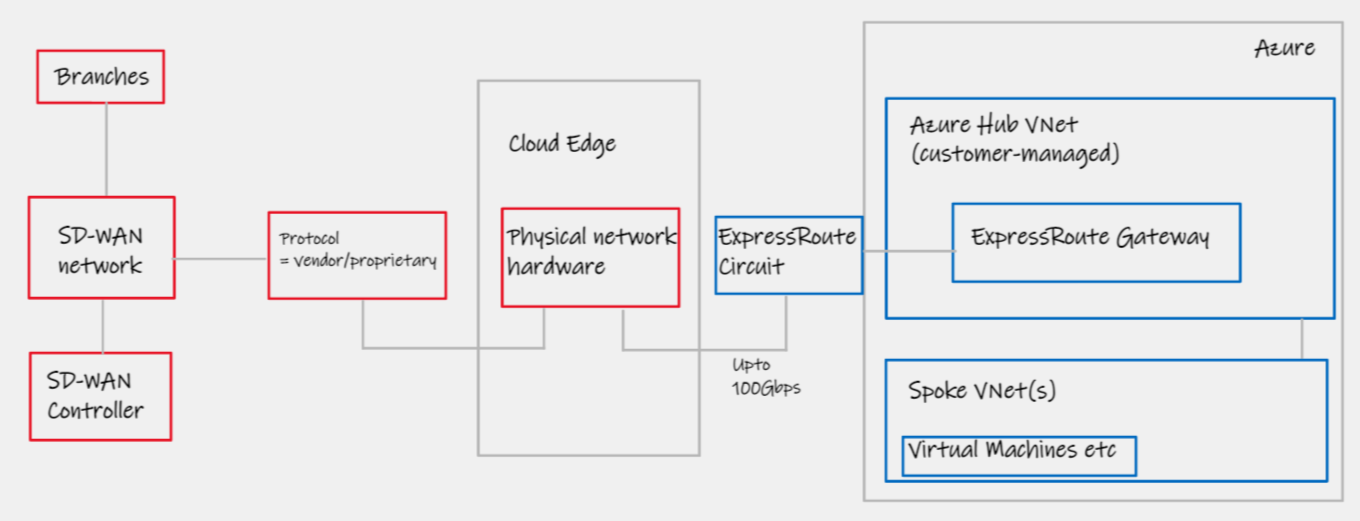 Azure
Branches
Azure Hub VNet
(customer-managed)
Cloud Edge
SD-WAN
network
Protocol
= vendor/proprietary
Physical network
hardware
ExpressRoute
Circuit
ExpressRoute Gateway
Upto
100Gbps
SD-WAN
Controller
Spoke VNet(s)
Virtual Machines etc